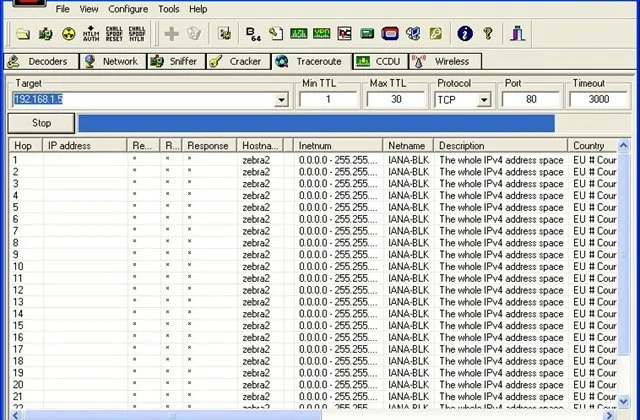 File View Configure Tools Help
NTLM AUTH CHALL SPOOF RESET CHALL SPOOF NTLM B 64
Decoders Network Sniffer Cracker Traceroute CCDU Wireless
Target Min TTL Max TTL Protocol Port Timeout
192.168.1.5 1 30 TCP 80 3000
Stop
Hop IP address Re... R... Response Hostna... Inetnum Netname Description Country
1 * * * zebra2 0.0.0.0 - 255.255.... IANA-BLK The whole IPv4 address space EU # Cour
2 * * * zebra2 0.0.0.0 - 255.255.... IANA-BLK The whole IPv4 address space EU # Cour
3 * * * zebra2 0.0.0.0 - 255.255.... IANA-BLK The whole IPv4 address space EU # Cour
4 * * * zebra2 0.0.0.0 - 255.255.... IANA-BLK The whole IPv4 address space EU # Cour
5 * * * zebra2 0.0.0.0 - 255.255.... IANA-BLK The whole IPv4 address space EU # Cour
6 * * * zebra2 0.0.0.0 - 255.255.... IANA-BLK The whole IPv4 address space EU # Cour
7 * * * zebra2 0.0.0.0 - 255.255.... IANA-BLK The whole IPv4 address space EU # Cour
8 * * * zebra2 0.0.0.0 - 255.255.... IANA-BLK The whole IPv4 address space EU # Cour
9 * * * zebra2 0.0.0.0 - 255.255.... IANA-BLK The whole IPv4 address space EU # Cour
10 * * * zebra2 0.0.0.0 - 255.255.... IANA-BLK The whole IPv4 address space EU # Cour
11 * * * zebra2 0.0.0.0 - 255.255.... IANA-BLK The whole IPv4 address space EU # Cour
12 * * * zebra2 0.0.0.0 - 255.255.... IANA-BLK The whole IPv4 address space EU # Cour
13 * * * zebra2 0.0.0.0 - 255.255.... IANA-BLK The whole IPv4 address space EU # Cour
14 * * * zebra2 0.0.0.0 - 255.255.... IANA-BLK The whole IPv4 address space EU # Cour
15 * * * zebra2 0.0.0.0 - 255.255.... IANA-BLK The whole IPv4 address space EU # Cour
16 * * * zebra2 0.0.0.0 - 255.255.... IANA-BLK The whole IPv4 address space EU # Cour
17 * * * zebra2 0.0.0.0 - 255.255.... IANA-BLK The whole IPv4 address space EU # Cour
18 * * * zebra2 0.0.0.0 - 255.255.... IANA-BLK The whole IPv4 address space EU # Cour
19 * * * zebra2 0.0.0.0 - 255.255.... IANA-BLK The whole IPv4 address space EU # Cour
20 * * * zebra2 0.0.0.0 - 255.255.... IANA-BLK The whole IPv4 address space EU # Cour
21 * * * zebra2 0.0.0.0 - 255.255.... IANA-BLK The whole IPv4 address space EU # Cour
22 * * * zebra2 0.0.0.0 - 255.255.... IANA-BLK The whole IPv4 address space EU # Cour